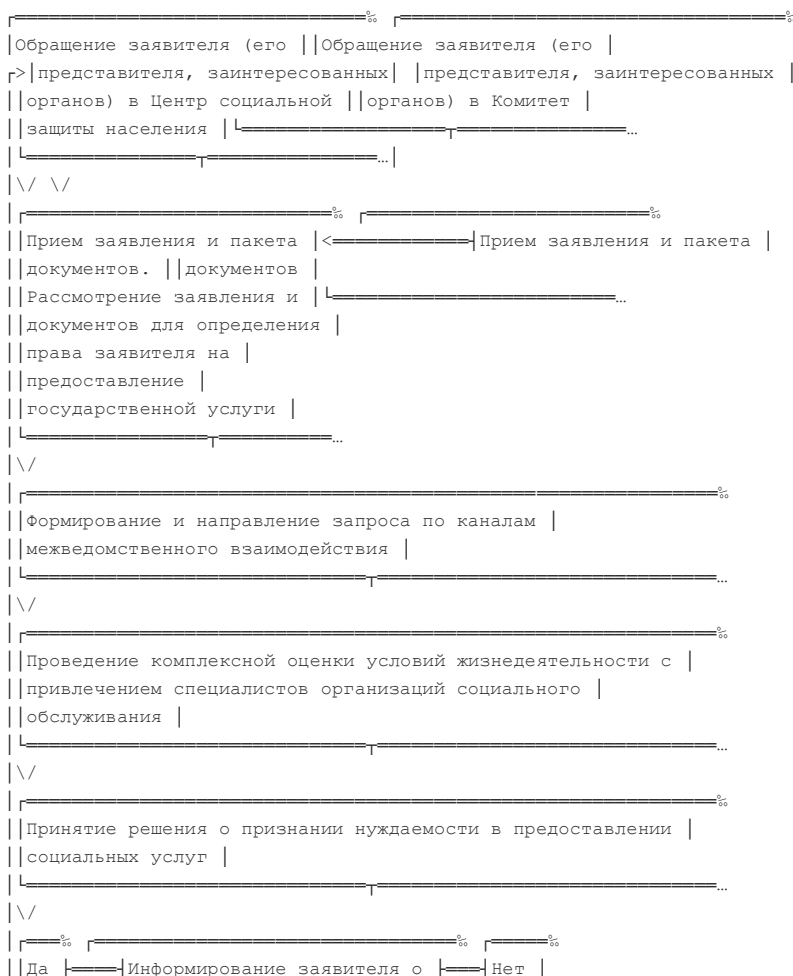 Обращение заявителя (его Обращение заявителя (его
представителя, заинтересованных представителя, заинтересованных
органов) в Центр социальной органов) в Комитет
защиты населения
Прием заявления и пакета Прием заявления и пакета
документов. документов
Рассмотрение заявления и
документов для определения
права заявителя на
предоставление
государственной услуги
Формирование и направление запроса по каналам
межведомственного взаимодействия
Проведение комплексной оценки условий жизнедеятельности с
привлечением специалистов организаций социального
обслуживания
Принятие решения о признании нуждаемости в предоставлении
социальных услуг
Да Информирование заявителя о Нет